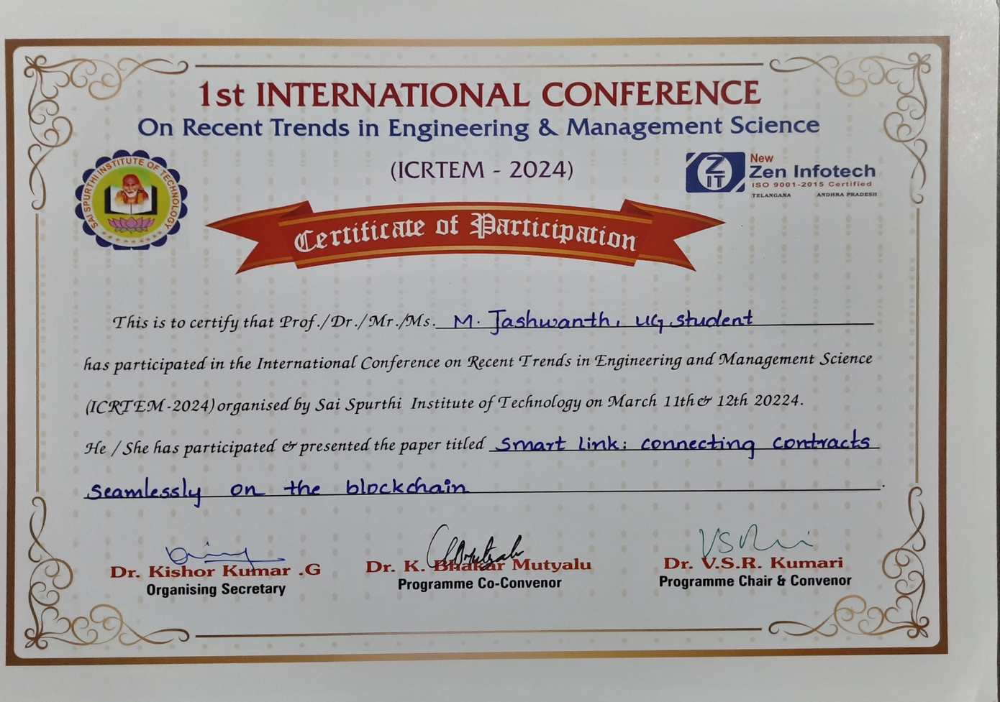 1st INTERNATIONAL CONFERENCE
On Recent Trends in Engineering & Management Science
(ICRTEM - 2024)
SAI SPURTHI INSTITUTE OF TECHNOLOGY
ZIT
New
Zen Infotech
ISO 9001-2015 Certified
TELANGANA ANDHRA PRADESH
Certificate of Participation
This is to certify that Prof./Dr./Mr./Ms. M. Jashwanth, UG student
has participated in the International Conference on Recent Trends in Engineering and Management Science
(ICRTEM-2024) organised by Sai Spurthi Institute of Technology on March 11th & 12th 20224.
He / She has participated & presented the paper titled Smart link: connecting contracts
seamlessly on the blockchain.
Dr. Kishor Kumar .G
Organising Secretary
Dr. K. Bhakar Mutyalu
Programme Co-Convenor
Dr. V.S.R. Kumari
Programme Chair & Convenor